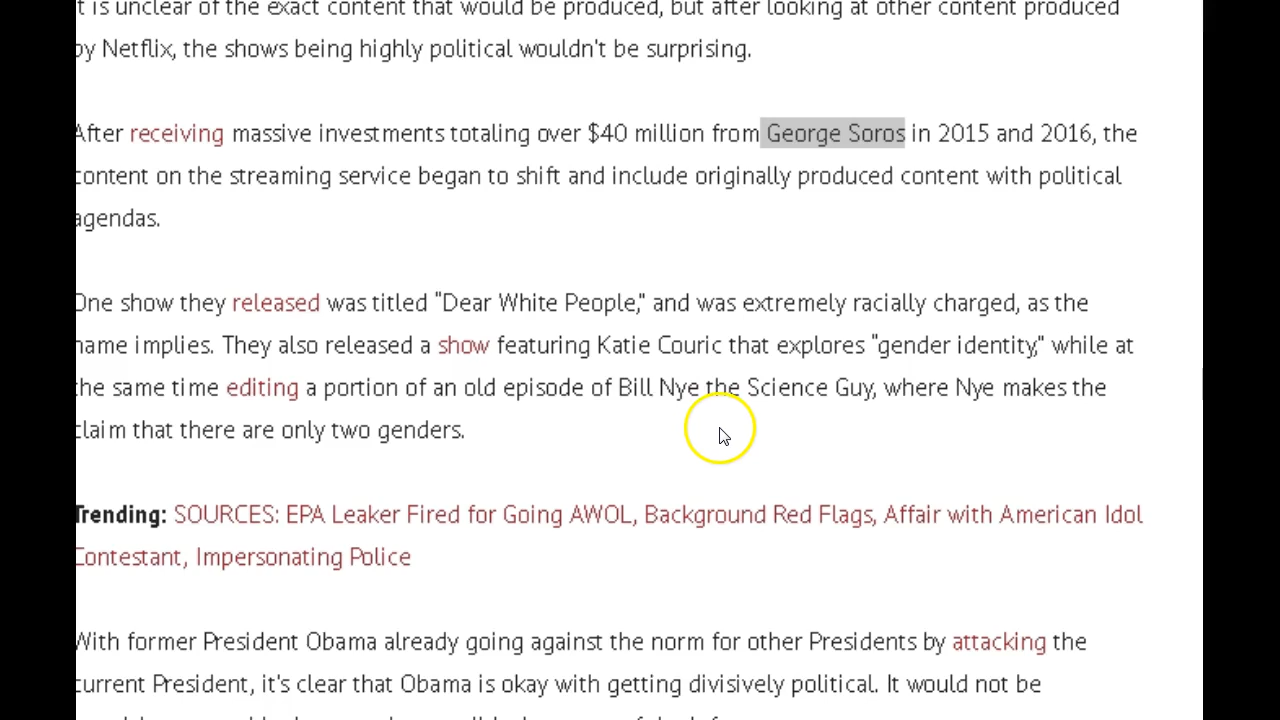 t is unclear of the exact content that would be produced, but after looking at other content produced
by Netflix, the shows being highly political wouldn't be surprising.
After receiving massive investments totaling over $40 million from George Soros in 2015 and 2016, the
content on the streaming service began to shift and include originally produced content with political
agendas.
One show they released was titled "Dear White People," and was extremely racially charged, as the
name implies. They also released a show featuring Katie Couric that explores "gender identity," while at
the same time editing a portion of an old episode of Bill Nye the Science Guy, where Nye makes the
claim that there are only two genders.
Trending: SOURCES: EPA Leaker Fired for Going AWOL, Background Red Flags, Affair with American Idol
Contestant, Impersonating Police
With former President Obama already going against the norm for other Presidents by attacking the
current President, it's clear that Obama is okay with getting divisively political. It would not be